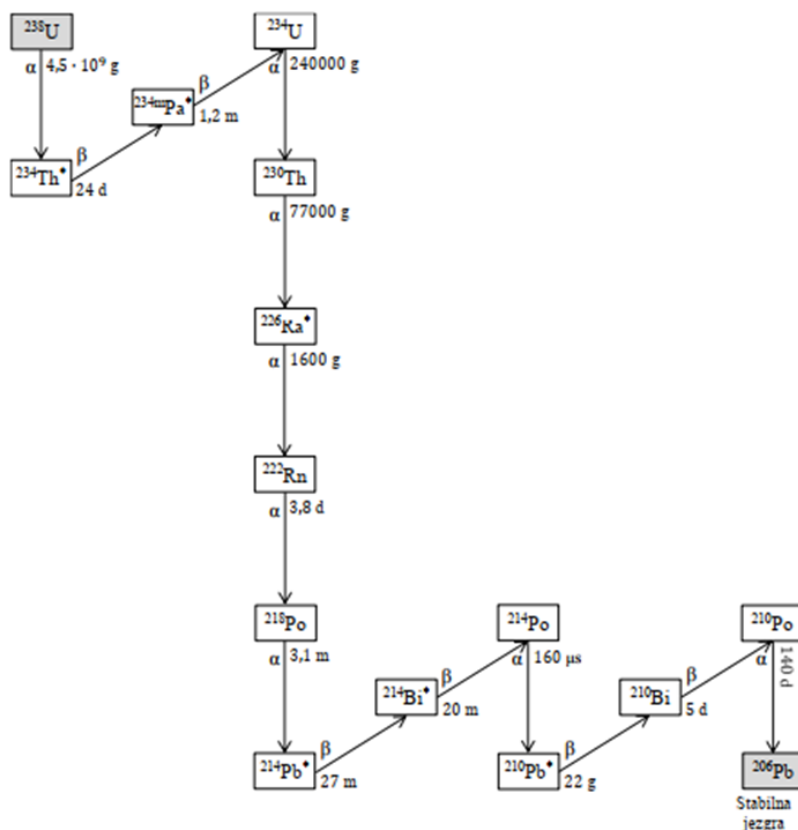 ²³⁸U
²³⁴U
α 4,5 · 10⁹ g
β
α 240000 g
²³⁴ᵐPa*
1,2 m
β
²³⁴Th*
24 d
²³⁰Th
α 77000 g
²²⁶Ra*
α 1600 g
²²²Rn
α 3,8 d
²¹⁸Po
²¹⁴Po
²¹⁰Po
α 3,1 m
β
α 160 μs
β
α 140 d
²¹⁴Bi*
20 m
²¹⁰Bi
5 d
²¹⁴Pb*
β
27 m
²¹⁰Pb*
β
22 g
²⁰⁶Pb
Stabilna
jezgra